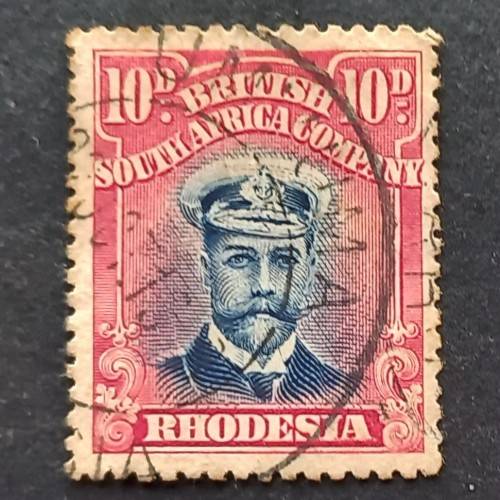 10D. BRITISH 10D.
SOUTH AFRICA COMPANY
RHODESIA